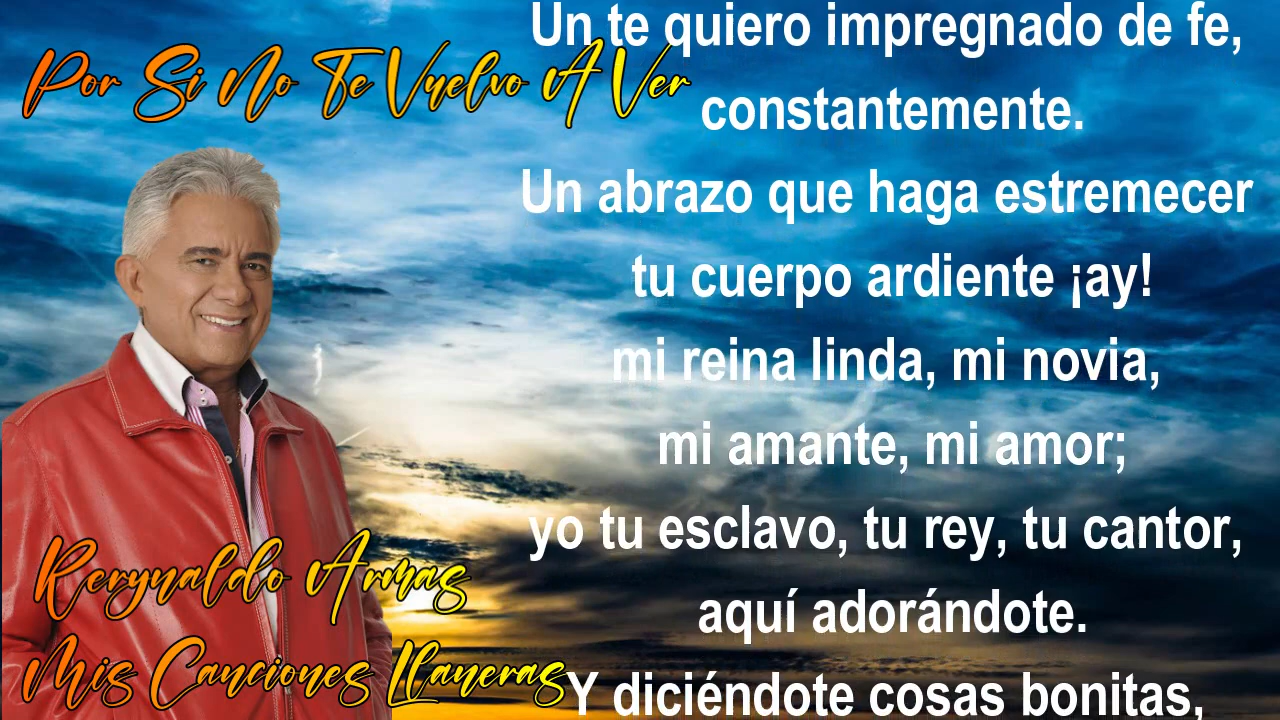 Por Si No Te Vuelvo A Ver
Un te quiero impregnado de fe,
constantemente.
Un abrazo que haga estremecer
tu cuerpo ardiente ¡ay!
mi reina linda, mi novia,
mi amante, mi amor;
yo tu esclavo, tu rey, tu cantor,
aquí adorándote.
Y diciéndote cosas bonitas,
Rerynaldo Armas
Mis Canciones Llaneras